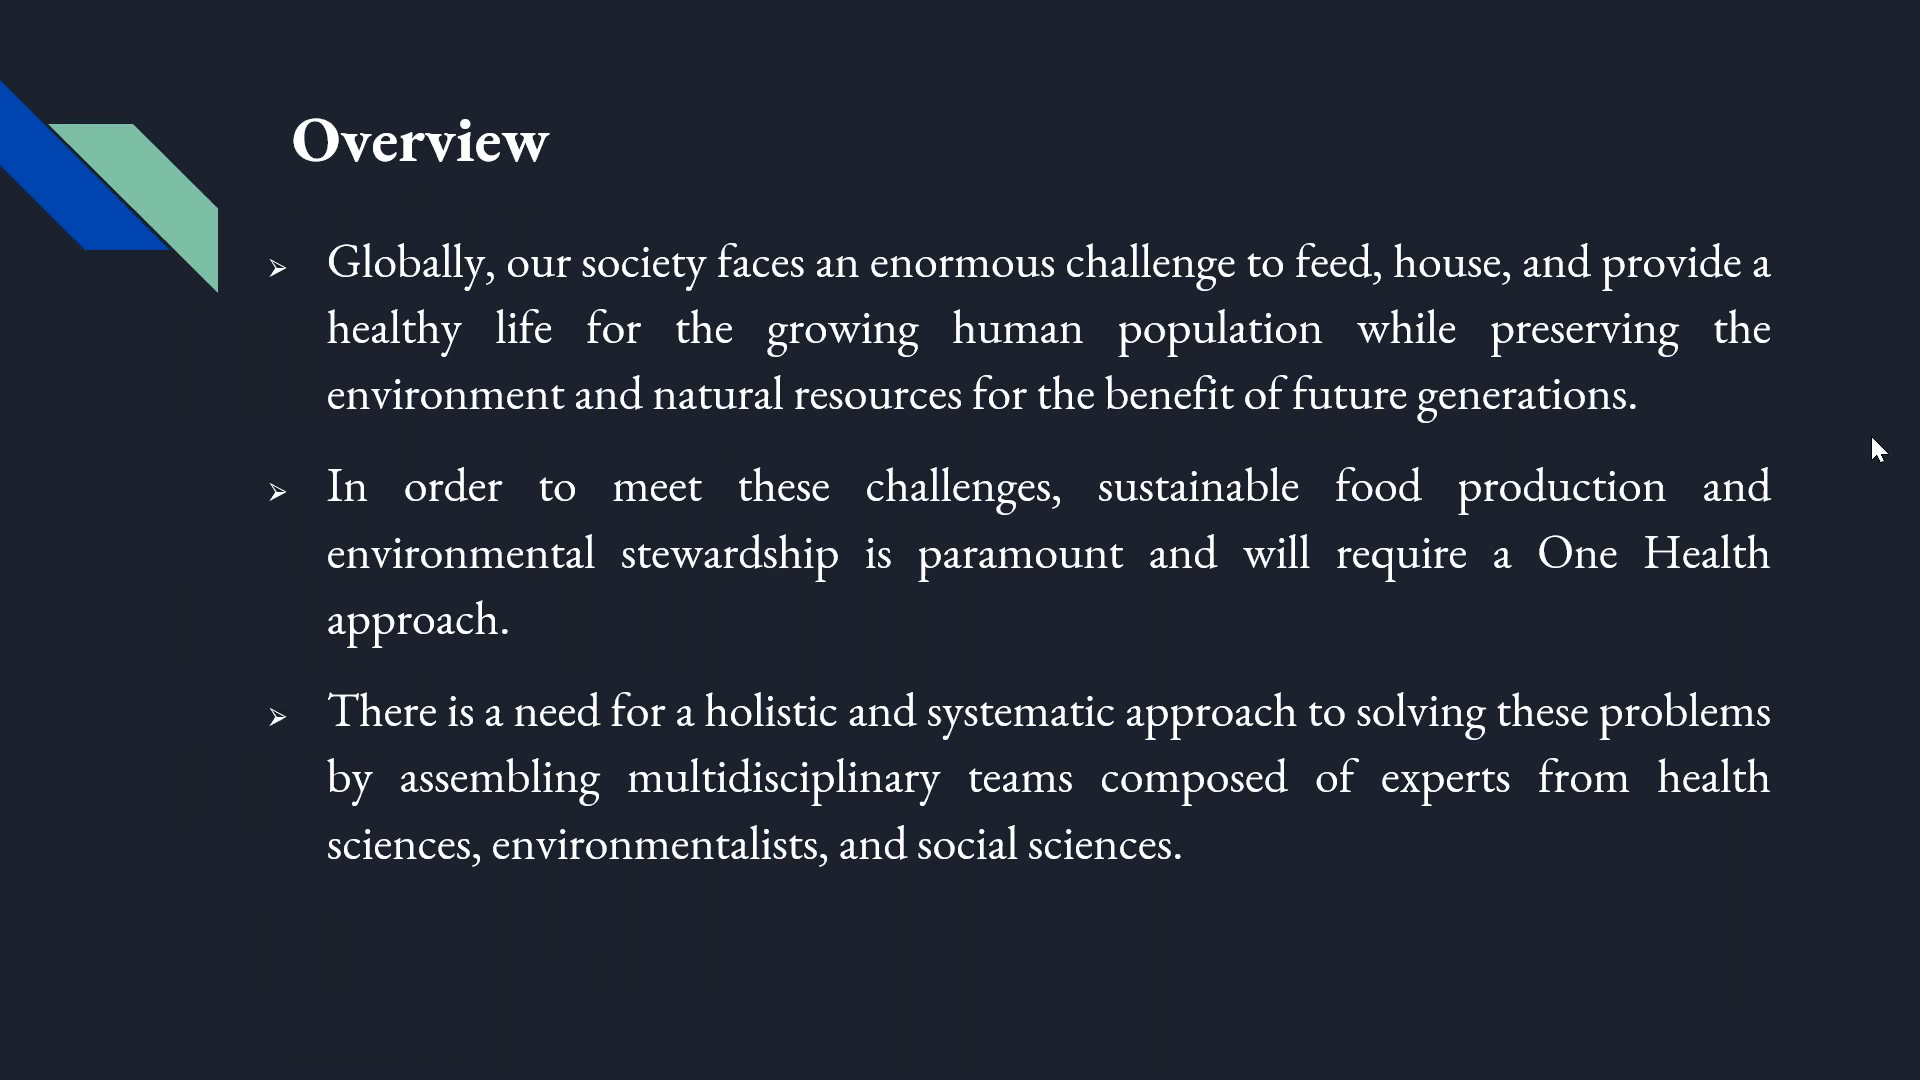 Overview
➢ Globally, our society faces an enormous challenge to feed, house, and provide a
healthy life for the growing human population while preserving the
environment and natural resources for the benefit of future generations.
➢ In order to meet these challenges, sustainable food production and
environmental stewardship is paramount and will require a One Health
approach.
➢ There is a need for a holistic and systematic approach to solving these problems
by assembling multidisciplinary teams composed of experts from health
sciences, environmentalists, and social sciences.